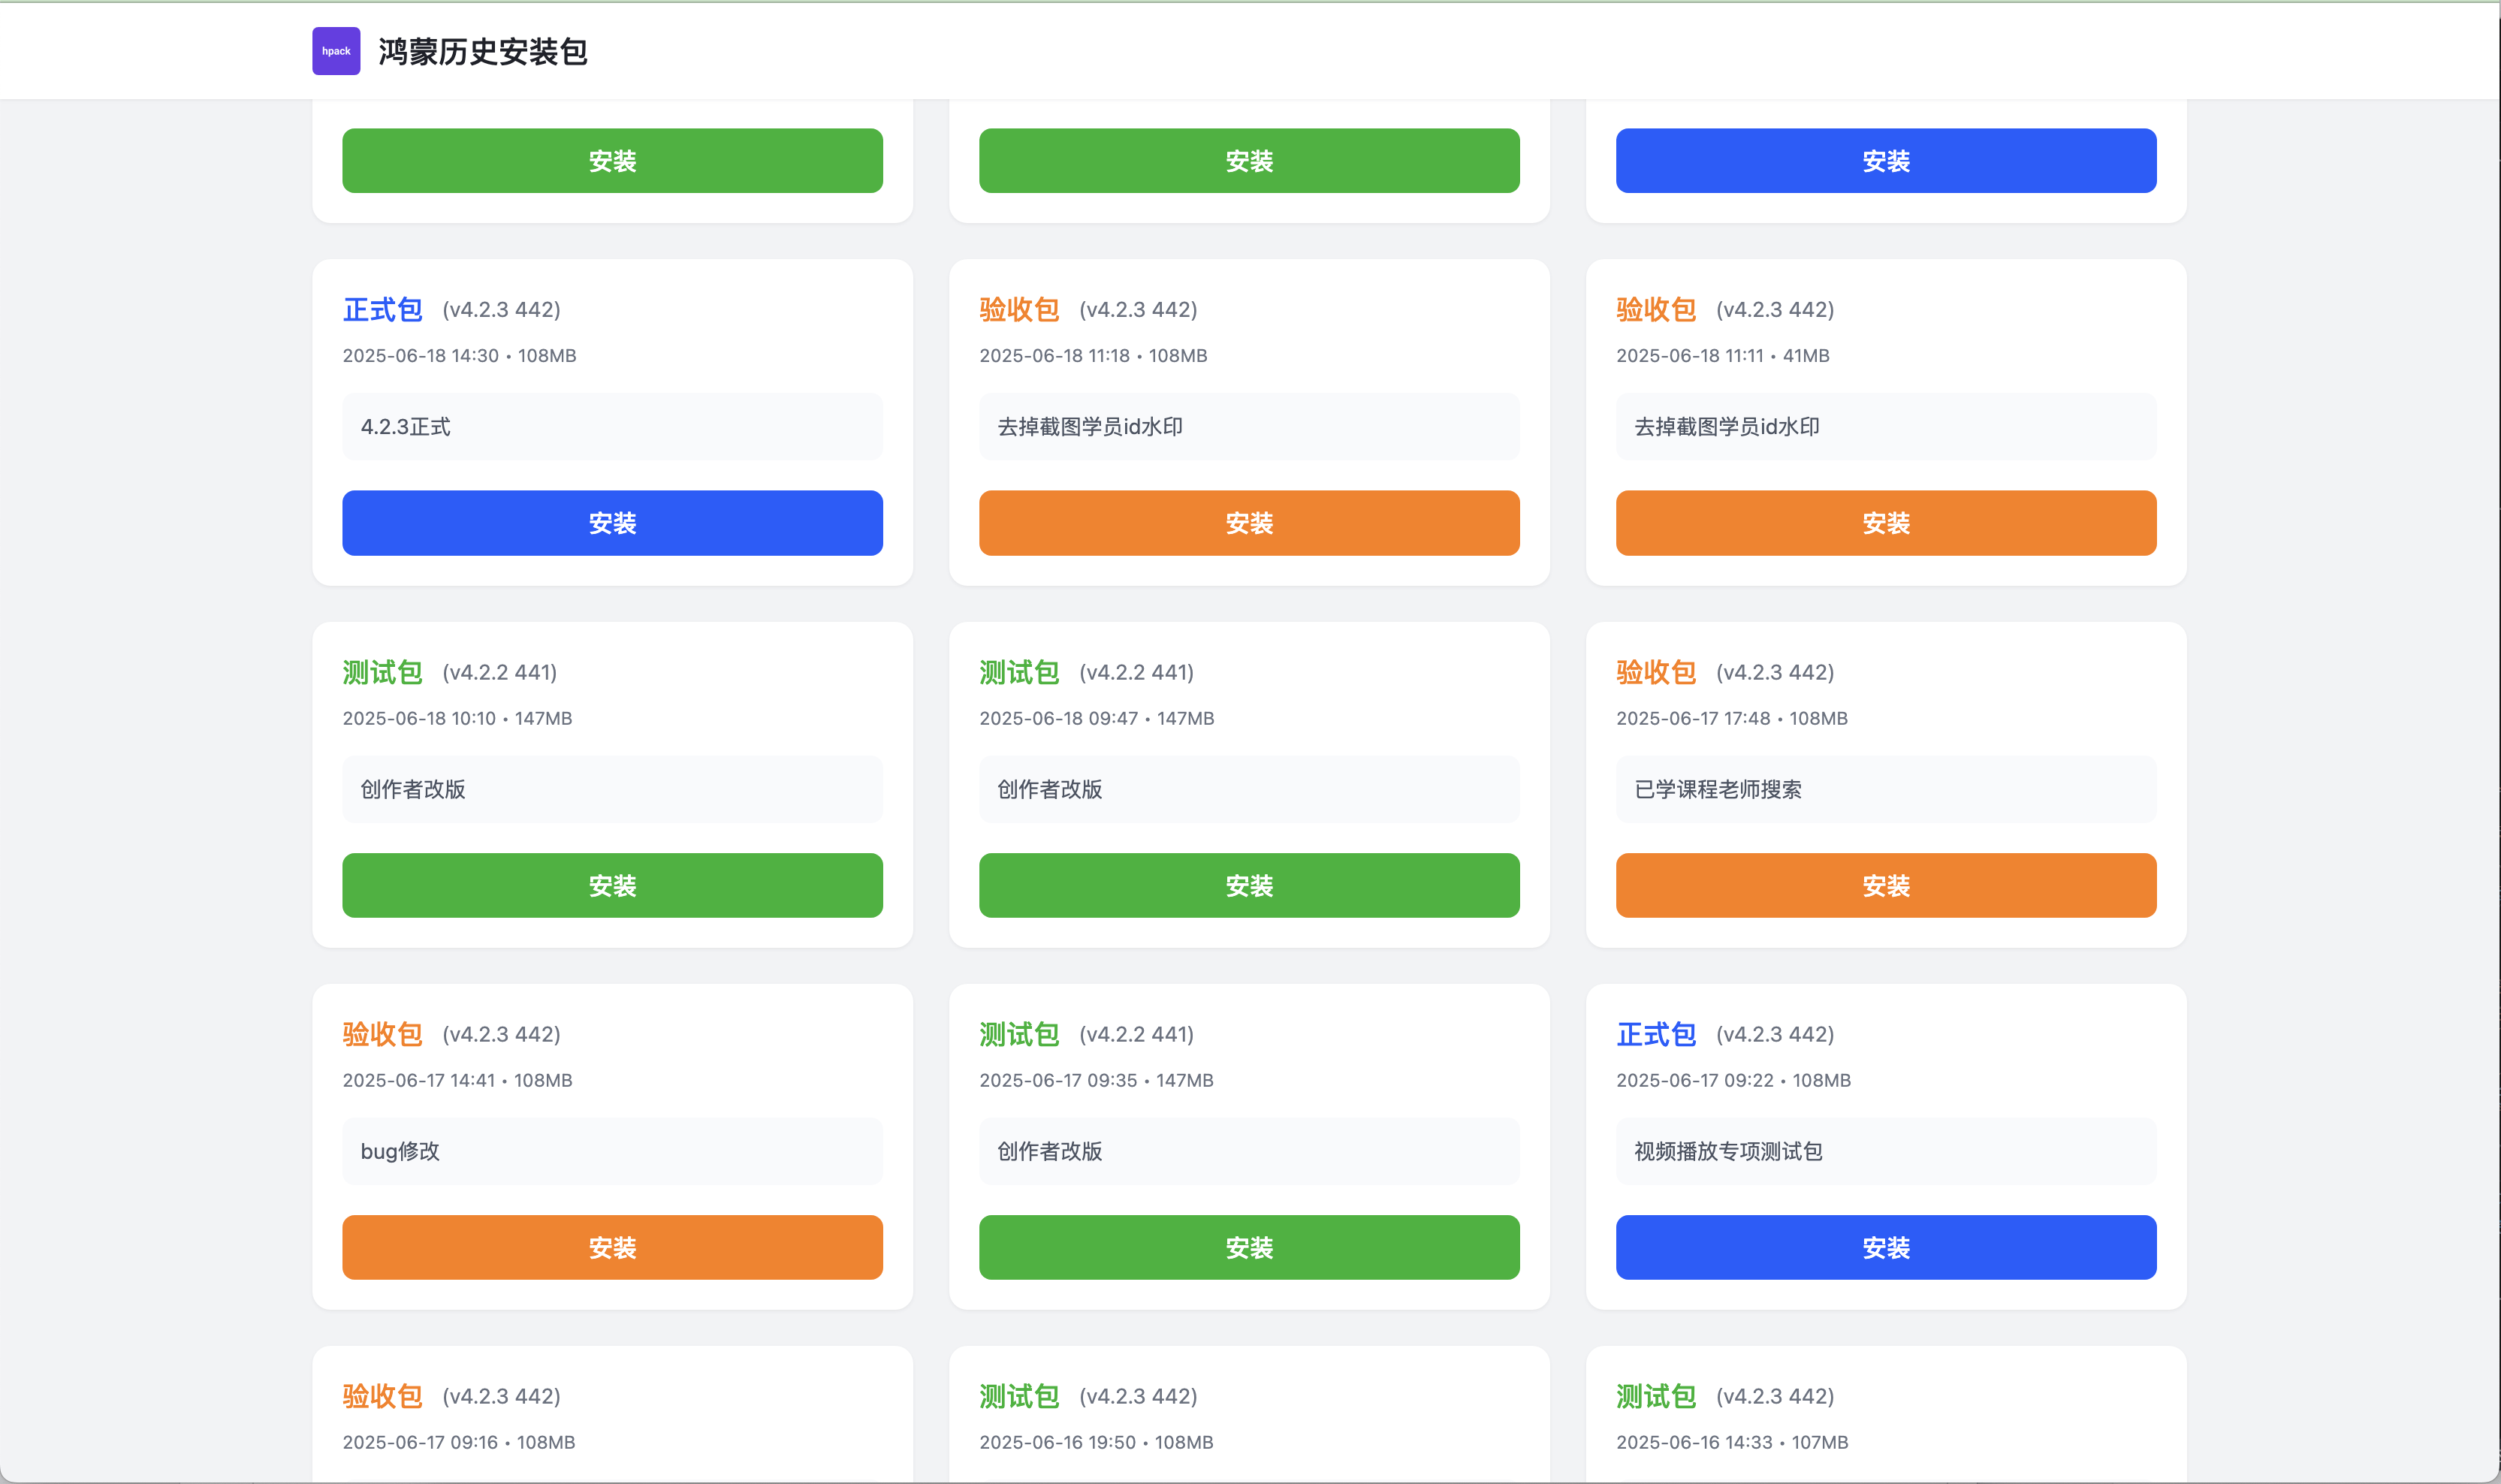 hpack
鸿蒙历史安装包
安装
安装
安装
正式包 (v4.2.3 442)
2025-06-18 14:30 • 108MB
4.2.3正式
安装
验收包 (v4.2.3 442)
2025-06-18 11:18 • 108MB
去掉截图学员id水印
安装
验收包 (v4.2.3 442)
2025-06-18 11:11 • 41MB
去掉截图学员id水印
安装
测试包 (v4.2.2 441)
2025-06-18 10:10 • 147MB
创作者改版
安装
测试包 (v4.2.2 441)
2025-06-18 09:47 • 147MB
创作者改版
安装
验收包 (v4.2.3 442)
2025-06-17 17:48 • 108MB
已学课程老师搜索
安装
验收包 (v4.2.3 442)
2025-06-17 14:41 • 108MB
bug修改
安装
测试包 (v4.2.2 441)
2025-06-17 09:35 • 147MB
创作者改版
安装
正式包 (v4.2.3 442)
2025-06-17 09:22 • 108MB
视频播放专项测试包
安装
验收包 (v4.2.3 442)
2025-06-17 09:16 • 108MB
测试包 (v4.2.3 442)
2025-06-16 19:50 • 108MB
测试包 (v4.2.3 442)
2025-06-16 14:33 • 107MB